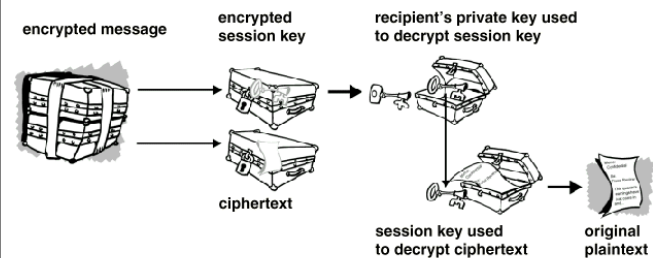 encrypted message
encrypted
session key
recipient's private key used
to decrypt session key
ciphertext
session key used
to decrypt ciphertext
original
plaintext